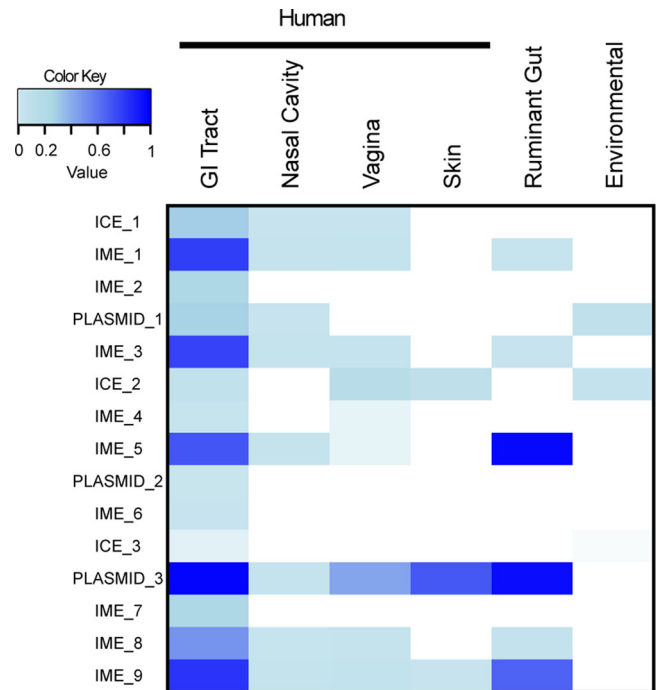 Human
Color Key
0 0.2 0.6 1
Value
GI Tract
Nasal Cavity
Vagina
Skin
Ruminant Gut
Environmental
ICE_1
IME_1
IME_2
PLASMID_1
IME_3
ICE_2
IME_4
IME_5
PLASMID_2
IME_6
ICE_3
PLASMID_3
IME_7
IME_8
IME_9